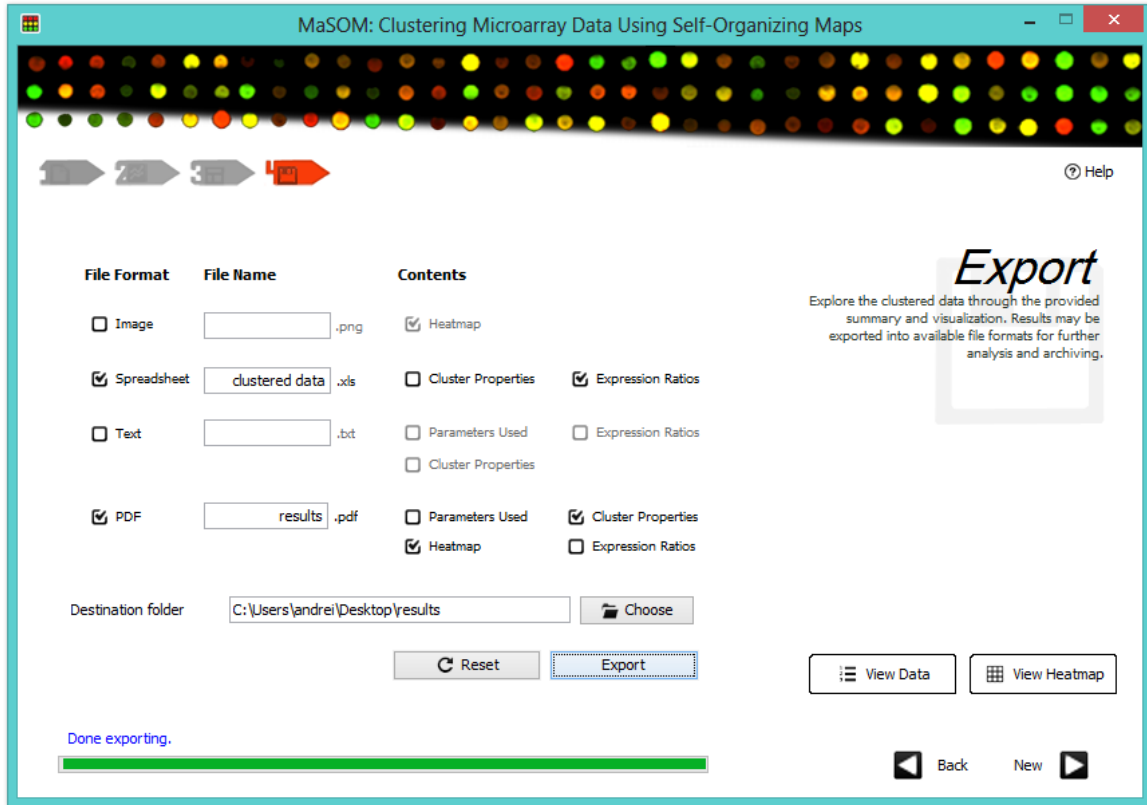 MaSOM: Clustering Microarray Data Using Self-Organizing Maps
1 2 3 4
Help
Export
Explore the clustered data through the provided
summary and visualization. Results may be
exported into available file formats for further
analysis and archiving.
File Format File Name Contents
Image .png Heatmap
Spreadsheet clustered data .xls Cluster Properties Expression Ratios
Text .txt Parameters Used Expression Ratios
Cluster Properties
PDF results .pdf Parameters Used Cluster Properties
Heatmap Expression Ratios
Destination folder C:\Users\andrei\Desktop\results Choose
Reset Export
View Data View Heatmap
Done exporting.
Back New